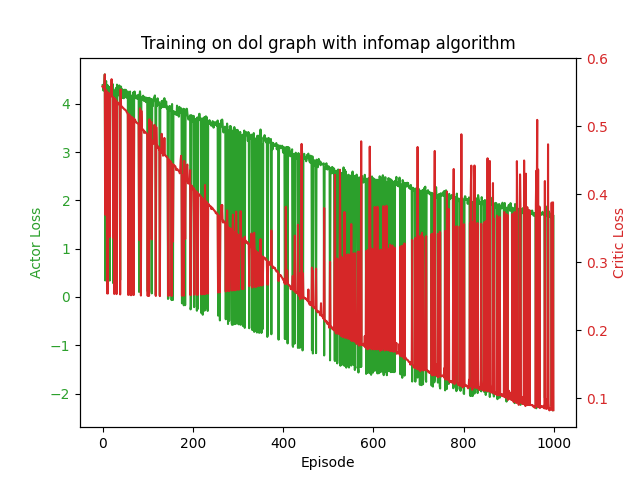 Training on dol graph with infomap algorithm
Actor Loss
4
3
2
1
0
−1
−2
0.6
0.5
0.4
0.3
0.2
0.1
Critic Loss
0 200 400 600 800 1000
Episode